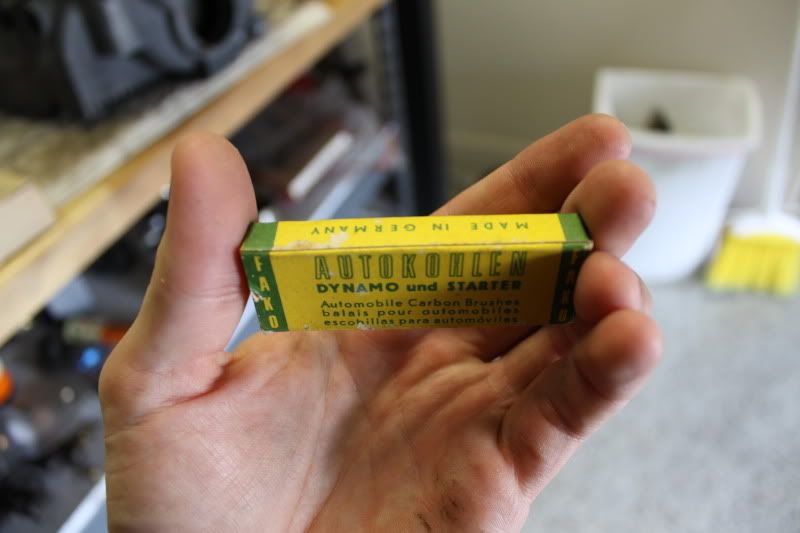 MADE IN GERMANY
AUTOKOHLEN
DYNAMO und STARTER
Automobile Carbon Brushes
balais pour automobiles
escobillas para automóviles
FAKO
FAKO